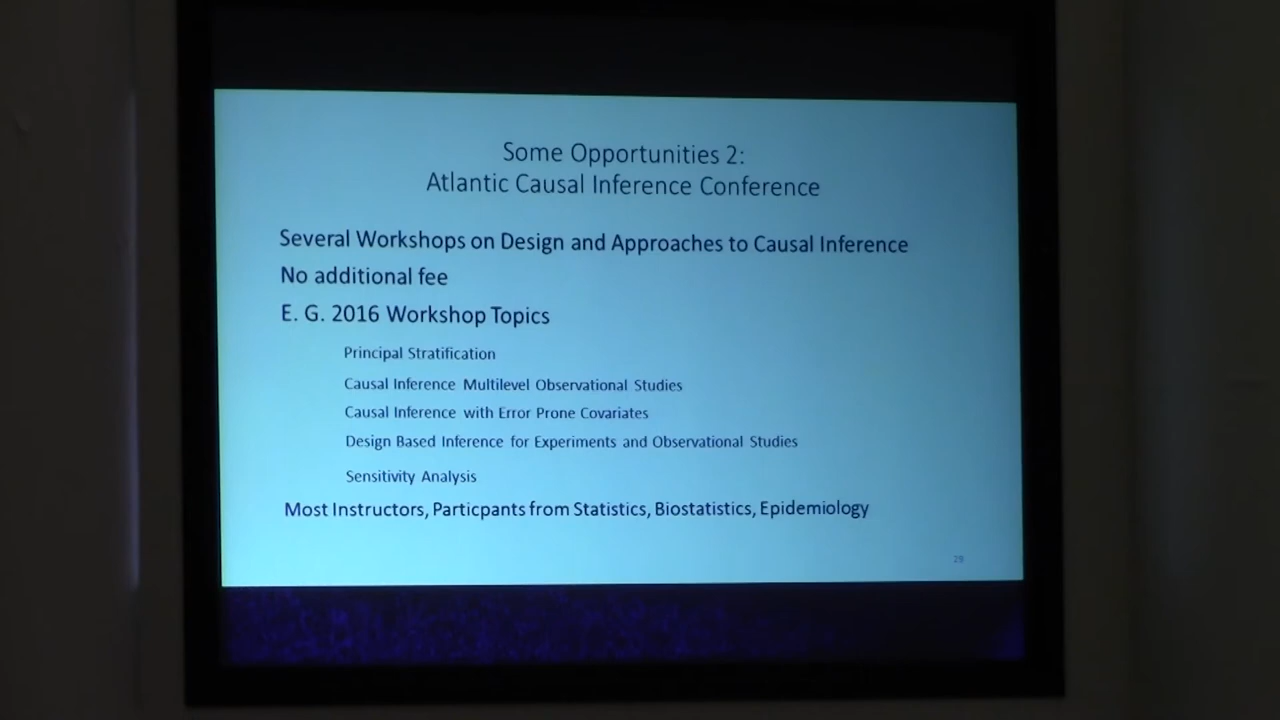 Some Opportunities 2:
Atlantic Causal Inference Conference
Several Workshops on Design and Approaches to Causal Inference
No additional fee
E. G. 2016 Workshop Topics
Principal Stratification
Causal Inference Multilevel Observational Studies
Causal Inference with Error Prone Covariates
Design Based Inference for Experiments and Observational Studies
Sensitivity Analysis
Most Instructors, Particpants from Statistics, Biostatistics, Epidemiology